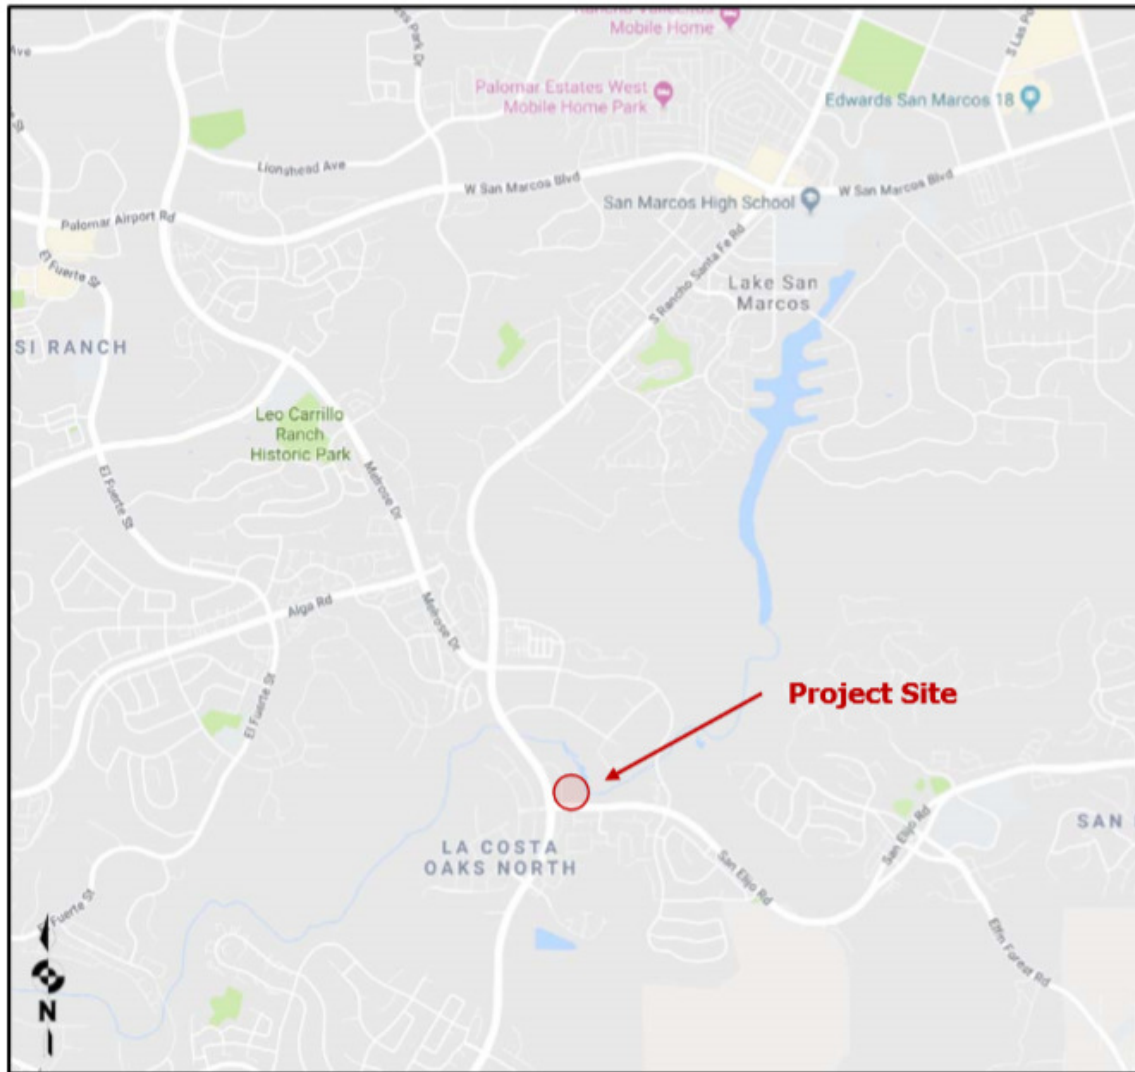 Mobile Home
Palomar Estates West
Mobile Home Park
Edwards San Marcos 18
Lionshead Ave
W San Marcos Blvd
San Marcos High School
W San Marcos Blvd
Palomar Airport Rd
El Fuerte St
S Rancho Santa Fe Rd
Lake San
Marcos
SI RANCH
Leo Carrillo
Ranch
Historic Park
Melrose Dr
El Fuerte St
Alga Rd
Melrose Dr
El Fuerte St
Project Site
LA COSTA
OAKS NORTH
San Elijo Rd
San Elijo Rd
SAN
Fuerte St
Elfin Forest Rd
N